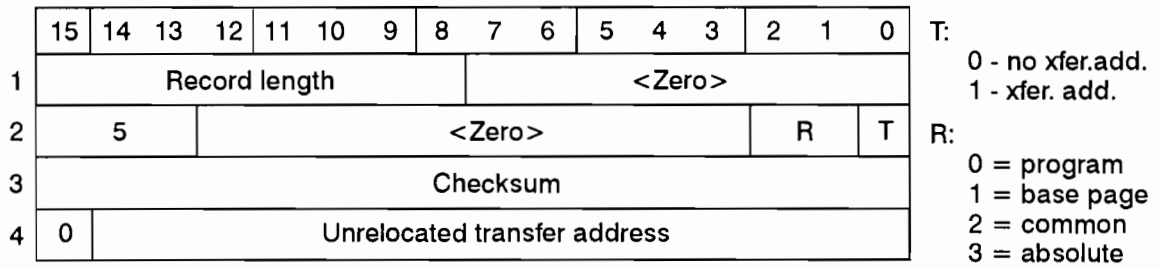 15 14 13 12 11 10 9 8 7 6 5 4 3 2 1 0 T:
0 - no xfer.add.
1 Record length <Zero>
1 - xfer. add.
2 5 <Zero> R T R:
0 = program
3 Checksum
1 = base page
2 = common
4 0 Unrelocated transfer address
3 = absolute